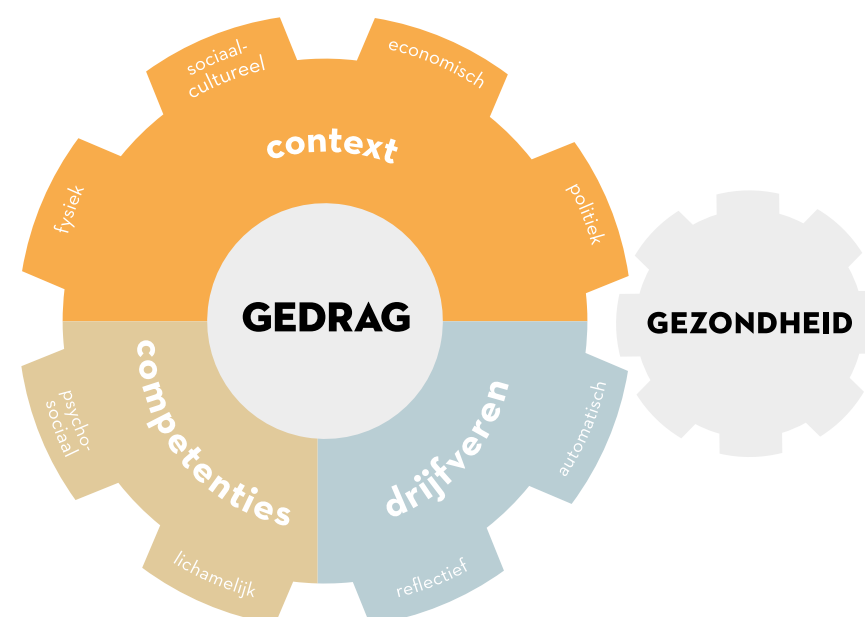 sociaal-
cultureel
economisch
context
fysiek
politiek
GEDRAG
GEZONDHEID
competenties
drijfveren
psycho-
sociaal
automatisch
lichamelijk
reflectief